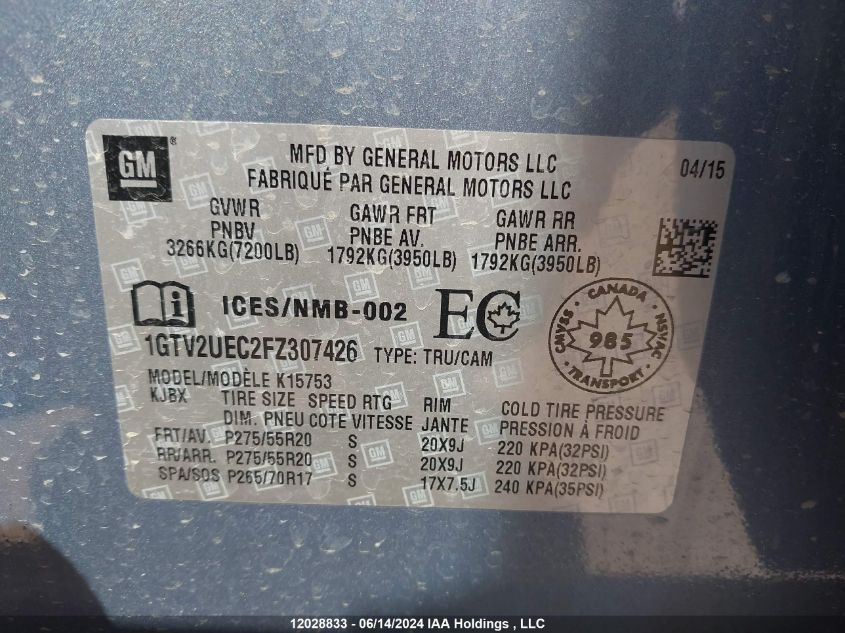 GM®
MFD BY GENERAL MOTORS LLC 04/15
FABRIQUÉ PAR GENERAL MOTORS LLC
GVWR GAWR FRT GAWR RR
PNBV PNBE AV. PNBE ARR.
3266KG(7200LB) 1792KG(3950LB) 1792KG(3950LB)
ICES/NMB-002 EC
CANADA
CMVSS 985 NSVAC
TRANSPORT
1GTV2UEC2FZ307426 TYPE: TRU/CAM
MODEL/MODÈLE K15753
KJBX TIRE SIZE SPEED RTG RIM COLD TIRE PRESSURE
DIM. PNEU COTE VITESSE JANTE PRESSION À FROID
FRT/AV. P275/55R20 S 20X9J 220 KPA(32PSI)
RR/ARR. P275/55R20 S 20X9J 220 KPA(32PSI)
SPA/SOS P265/70R17 S 17X7.5J 240 KPA(35PSI)
12028833 - 06/14/2024 IAA Holdings , LLC